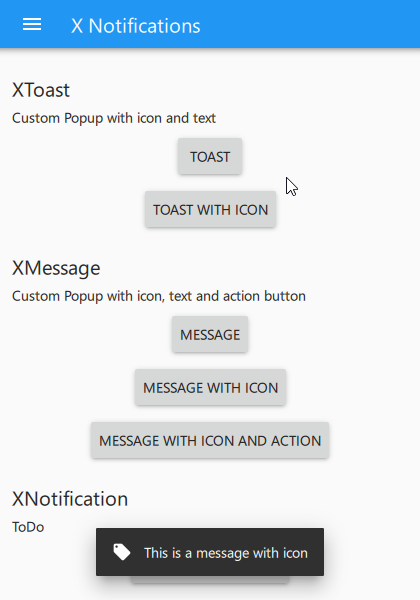 X Notifications
XToast
Custom Popup with icon and text
TOAST
TOAST WITH ICON
XMessage
Custom Popup with icon, text and action button
MESSAGE
MESSAGE WITH ICON
MESSAGE WITH ICON AND ACTION
XNotification
ToDo
This is a message with icon